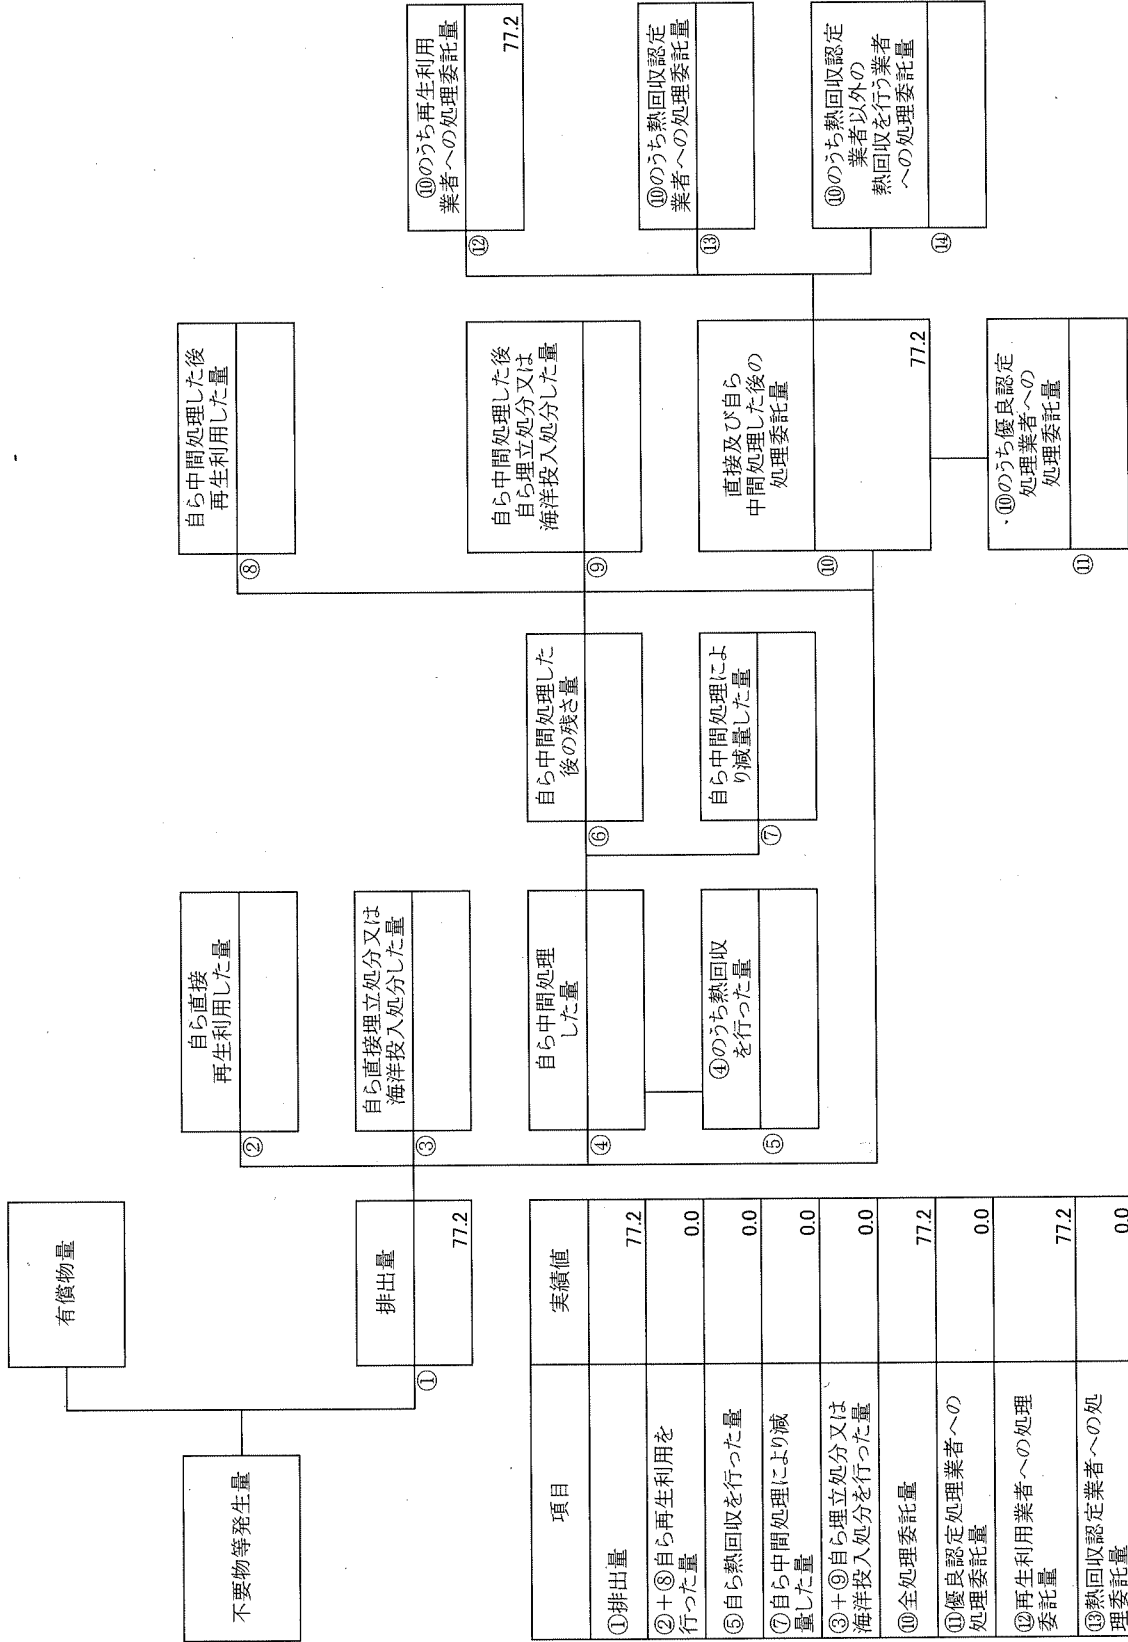 不要物等発生量
有償物量
排出量
①
77.2
自ら直接
再生利用した量
②
自ら直接埋立処分又は
海洋投入処分した量
③
自ら中間処理
した量
④
④のうち熱回収
を行った量
⑤
自ら中間処理した
後の残さ量
⑥
自ら中間処理によ
り減量した量
⑦
自ら中間処理した後
再生利用した量
⑧
自ら中間処理した後
自ら埋立処分又は
海洋投入処分した量
⑨
直接及び自ら
中間処理した後の
処理委託量
⑩
77.2
⑩のうち優良認定
処理業者への
処理委託量
⑪
⑩のうち再生利用
業者への処理委託量
⑫
77.2
⑩のうち熱回収認定
業者への処理委託量
⑬
⑩のうち熱回収認定
業者以外の
熱回収を行う業者
への処理委託量
⑭
項目 実績値
①排出量 77.2
②+⑧自ら再生利用を
行った量 0.0
⑤自ら熱回収を行った量 0.0
⑦自ら中間処理により減
量した量 0.0
③+⑨自ら埋立処分又は
海洋投入処分を行った量 0.0
⑩全処理委託量 77.2
⑪優良認定処理業者への
処理委託量 0.0
⑫再生利用業者への処理
委託量 77.2
⑬熱回収認定業者への処
理委託量 0.0